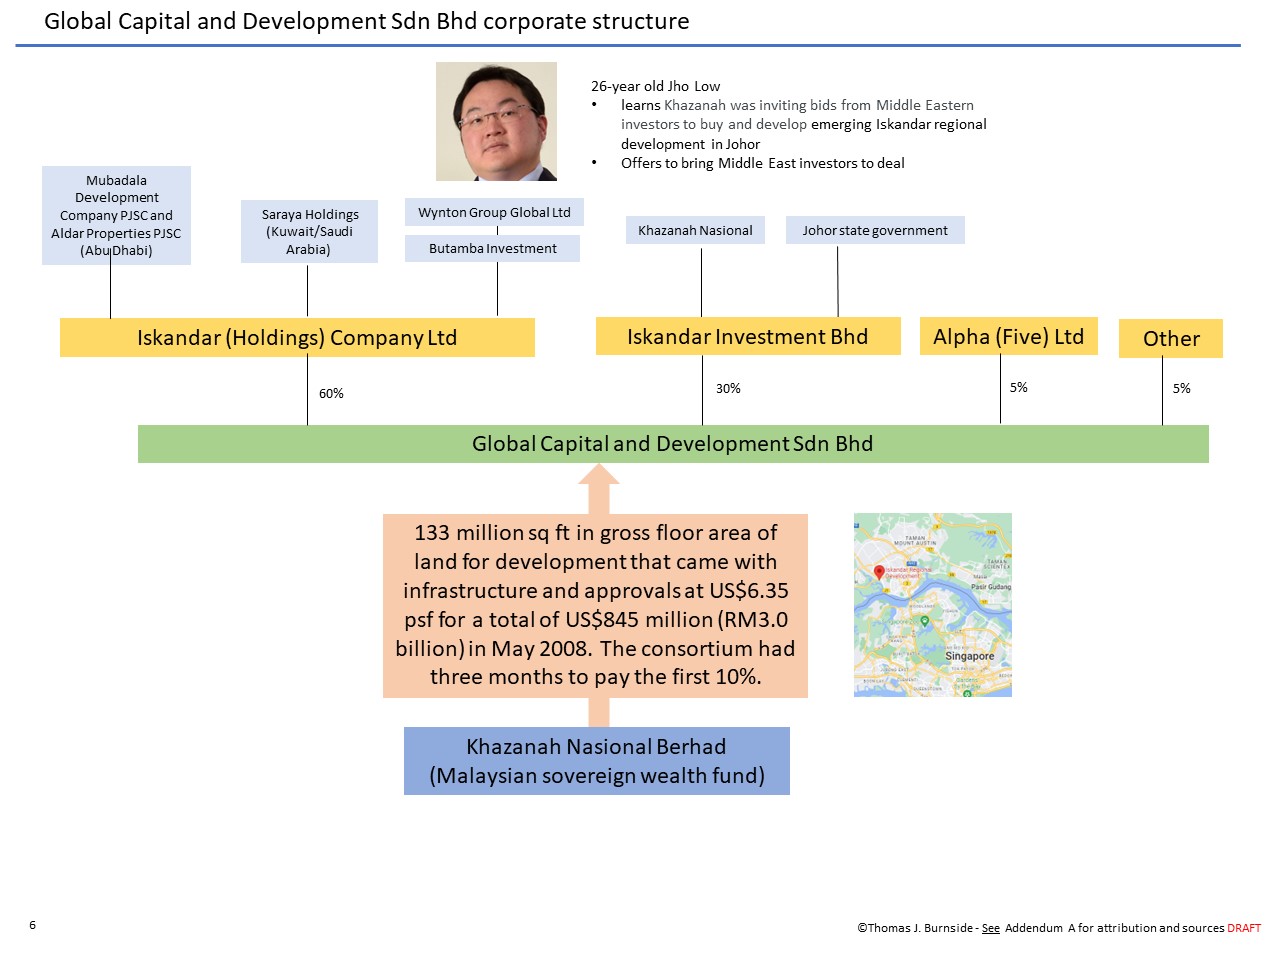 Global Capital and Development Sdn Bhd corporate structure
26-year old Jho Low
• learns Khazanah was inviting bids from Middle Eastern
investors to buy and develop emerging Iskandar regional
development in Johor
• Offers to bring Middle East investors to deal
Mubadala
Development
Company PJSC and
Aldar Properties PJSC
(Abu Dhabi)
Saraya Holdings
(Kuwait/Saudi
Arabia)
Wynton Group Global Ltd
Butamba Investment
Khazanah Nasional
Johor state government
Iskandar (Holdings) Company Ltd
Iskandar Investment Bhd
Alpha (Five) Ltd
Other
60%
30%
5%
5%
Global Capital and Development Sdn Bhd
133 million sq ft in gross floor area of
land for development that came with
infrastructure and approvals at US$6.35
psf for a total of US$845 million (RM3.0
billion) in May 2008. The consortium had
three months to pay the first 10%.
TAMAN
MOUNT AUSTIN
TAMAN
Iskandar Regional
Development
Masai
Pasir Gudang
Singapore
Khazanah Nasional Berhad
(Malaysian sovereign wealth fund)
6
©Thomas J. Burnside - See Addendum A for attribution and sources DRAFT